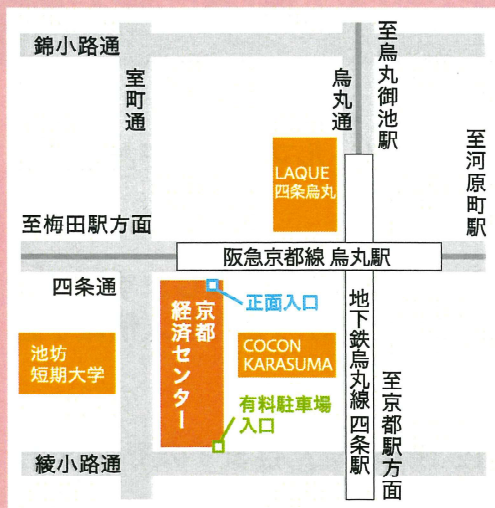 錦小路通
室町通
烏丸通
至烏丸御池駅
至河原町駅
LAQUE
四条烏丸
至梅田駅方面
阪急京都線 烏丸駅
四条通
正面入口
京都
経済センター
地下鉄烏丸線 四条駅
COCON
KARASUMA
池坊
短期大学
有料駐車場
入口
至京都駅方面
綾小路通